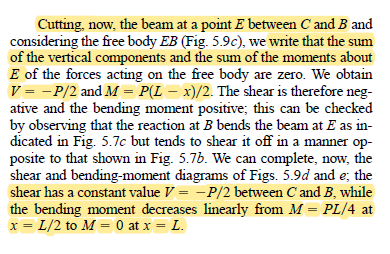 Cutting, now, the beam at a point E between C and B and
considering the free body EB (Fig. 5.9c), we write that the sum
of the vertical components and the sum of the moments about
E of the forces acting on the free body are zero. We obtain
V = −P/2 and M = P(L − x)/2. The shear is therefore neg-
ative and the bending moment positive; this can be checked
by observing that the reaction at B bends the beam at E as in-
dicated in Fig. 5.7c but tends to shear it off in a manner op-
posite to that shown in Fig. 5.7b. We can complete, now, the
shear and bending-moment diagrams of Figs. 5.9d and e; the
shear has a constant value V = −P/2 between C and B, while
the bending moment decreases linearly from M = PL/4 at
x = L/2 to M = 0 at x = L.